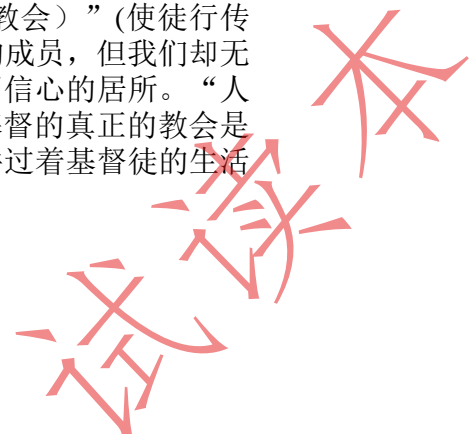 教会）”(使徒行传
的成员，但我们却无
信心的居所。“人
基督的真正的教会是
过着基督徒的生活
试读本